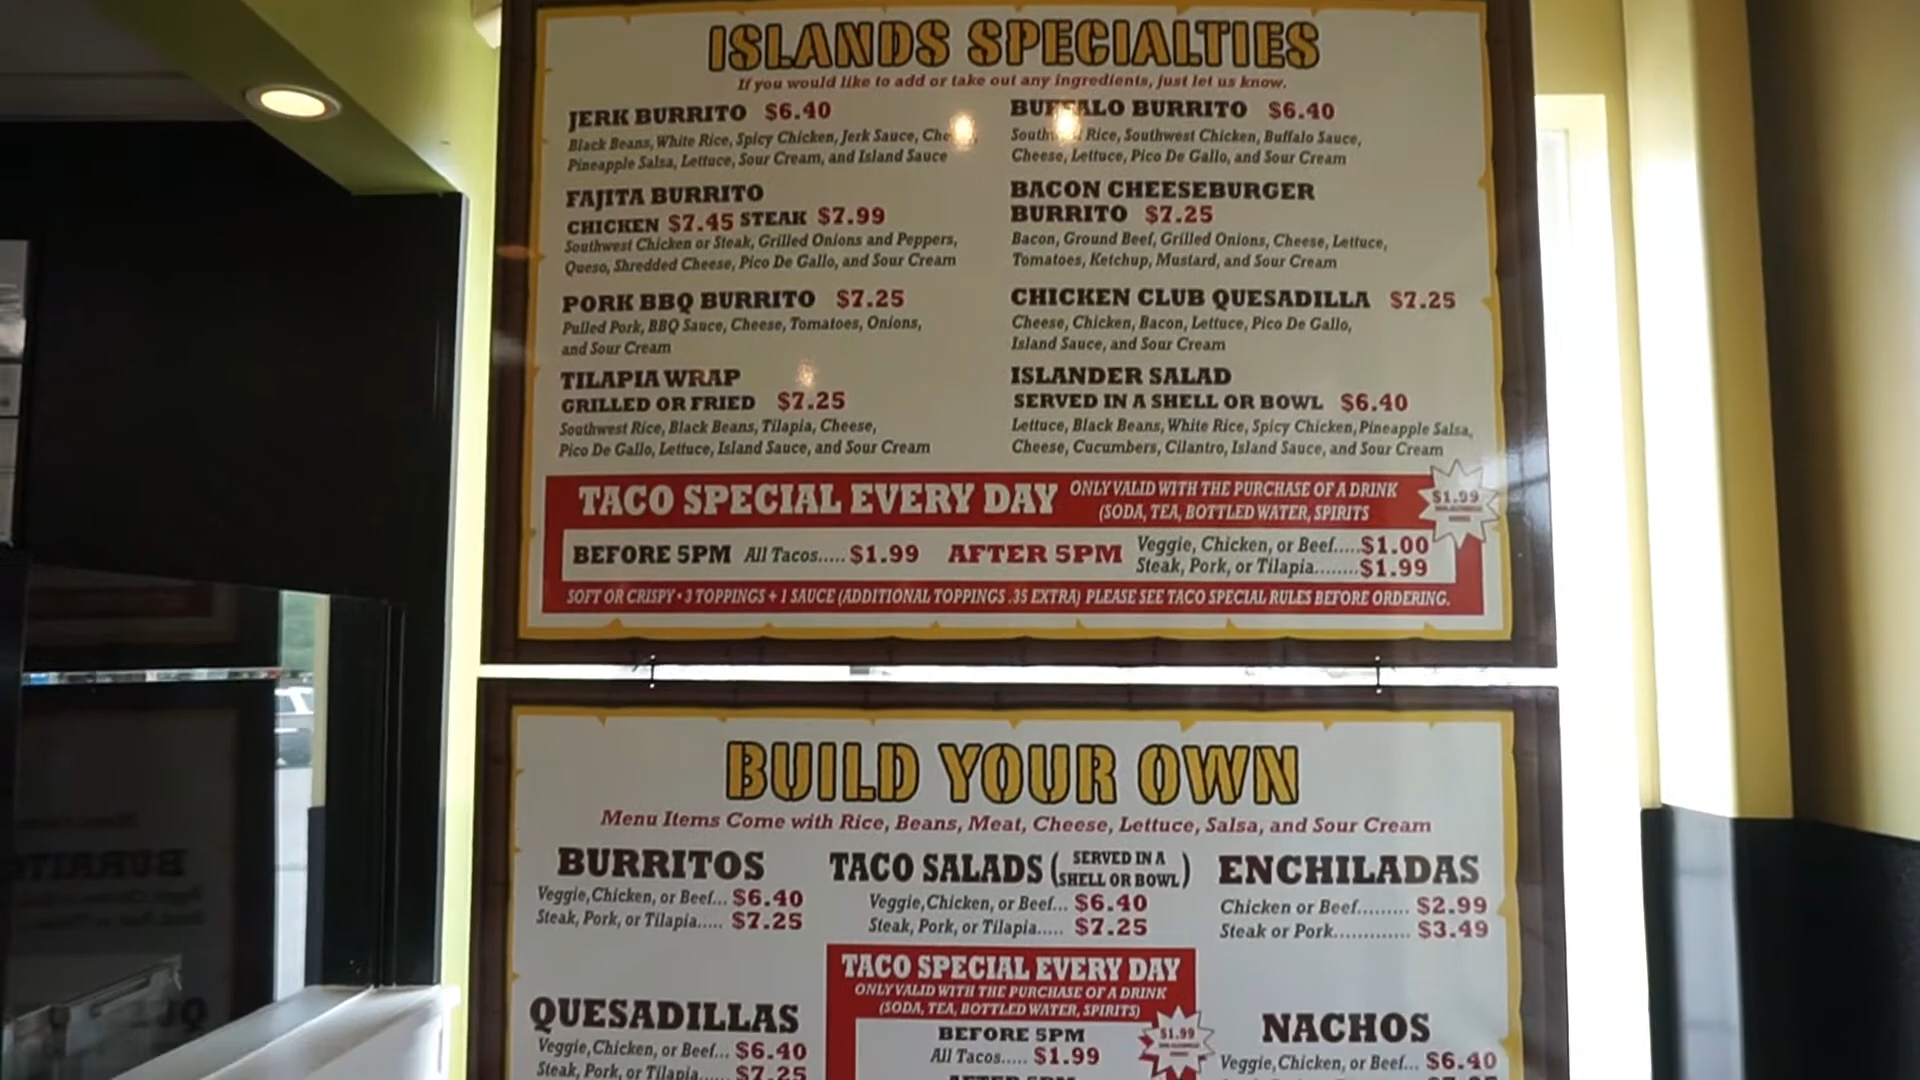 ISLANDS SPECIALTIES
If you would like to add or take out any ingredients, just let us know.
JERK BURRITO $6.40
Black Beans, White Rice, Spicy Chicken, Jerk Sauce,
Pineapple Salsa, Lettuce, Sour Cream, and Island Sauce
FAJITA BURRITO
CHICKEN $7.45 STEAK $7.99
Southwest Chicken or Steak, Grilled Onions and Peppers,
Queso, Shredded Cheese, Pico De Gallo, and Sour Cream
PORK BBQ BURRITO $7.25
Pulled Pork, BBQ Sauce, Cheese, Tomatoes, Onions,
and Sour Cream
TILAPIA WRAP
GRILLED OR FRIED $7.25
Southwest Rice, Black Beans, Tilapia, Cheese,
Pico De Gallo, Lettuce, Island Sauce, and Sour Cream
BUFFALO BURRITO $6.40
Southwest Rice, Southwest Chicken, Buffalo Sauce,
Cheese, Lettuce, Pico De Gallo, and Sour Cream
BACON CHEESEBURGER
BURRITO $7.25
Bacon, Ground Beef, Grilled Onions, Cheese, Lettuce,
Tomatoes, Ketchup, Mustard, and Sour Cream
CHICKEN CLUB QUESADILLA $7.25
Cheese, Chicken, Bacon, Lettuce, Pico De Gallo,
Island Sauce, and Sour Cream
ISLANDER SALAD
SERVED IN A SHELL OR BOWL $6.40
Lettuce, Black Beans, White Rice, Spicy Chicken, Pineapple Salsa,
Cheese, Cucumbers, Cilantro, Island Sauce, and Sour Cream
TACO SPECIAL EVERY DAY
ONLY VALID WITH THE PURCHASE OF A DRINK
(SODA, TEA, BOTTLED WATER, SPIRITS
$1.99
BEFORE 5PM All Tacos.....$1.99
AFTER 5PM
Veggie, Chicken, or Beef.....$1.00
Steak, Pork, or Tilapia........$1.99
SOFT OR CRISPY • 3 TOPPINGS + 1 SAUCE (ADDITIONAL TOPPINGS .35 EXTRA) PLEASE SEE TACO SPECIAL RULES BEFORE ORDERING.
BUILD YOUR OWN
Menu Items Come with Rice, Beans, Meat, Cheese, Lettuce, Salsa, and Sour Cream
BURRITOS
Veggie, Chicken, or Beef... $6.40
Steak, Pork, or Tilapia..... $7.25
TACO SALADS (SERVED IN A
SHELL OR BOWL)
Veggie, Chicken, or Beef... $6.40
Steak, Pork, or Tilapia..... $7.25
ENCHILADAS
Chicken or Beef......... $2.99
Steak or Pork............. $3.49
QUESADILLAS
Veggie, Chicken, or Beef... $6.40
Steak, Pork, or Tilapia...... $7.25
TACO SPECIAL EVERY DAY
ONLY VALID WITH THE PURCHASE OF A DRINK
(SODA, TEA, BOTTLED WATER, SPIRITS)
BEFORE 5PM
All Tacos..... $1.99
$1.99
NACHOS
Veggie, Chicken, or Beef... $6.40